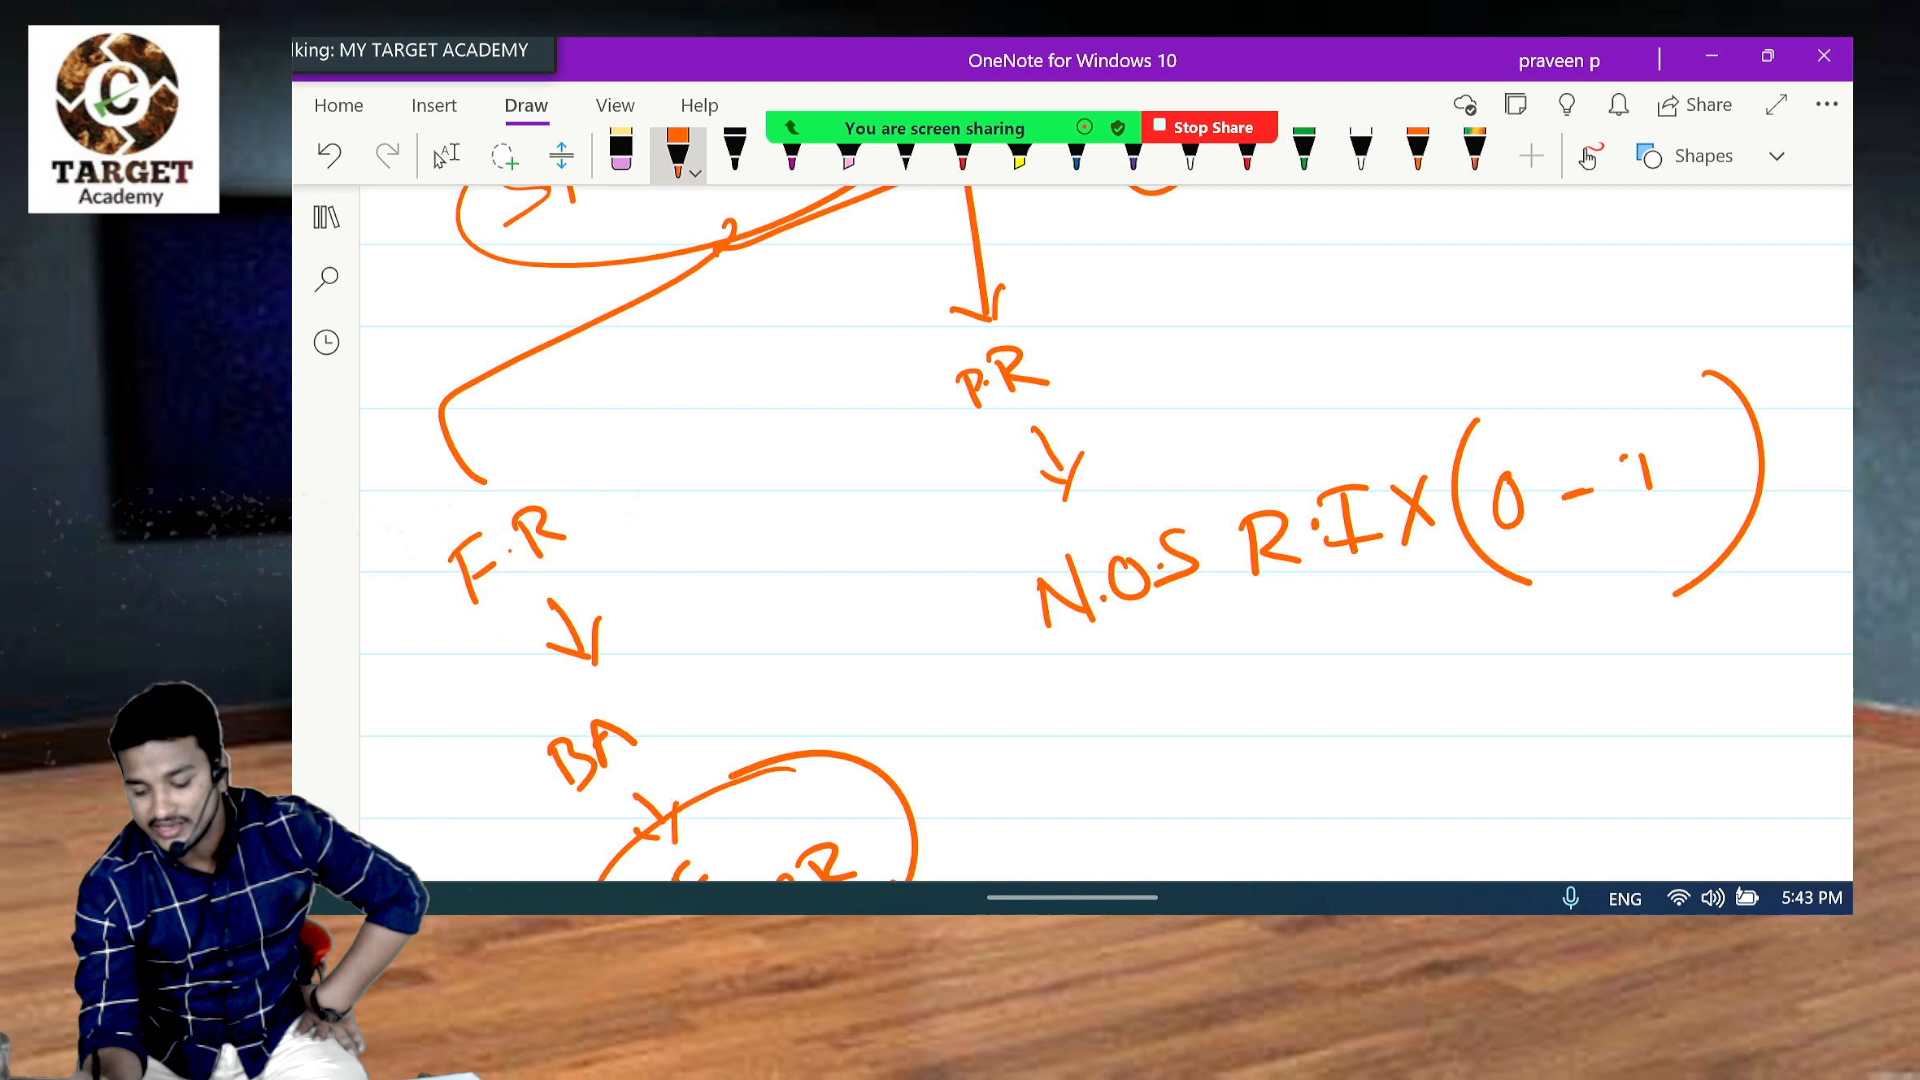 TARGET
Academy
lking: MY TARGET ACADEMY
OneNote for Windows 10
praveen p
Home Insert Draw View Help
Share
You are screen sharing
Stop Share
Shapes
P.R
F.R
N.O.S R.I X (0 - 1)
BA
ENG
5:43 PM